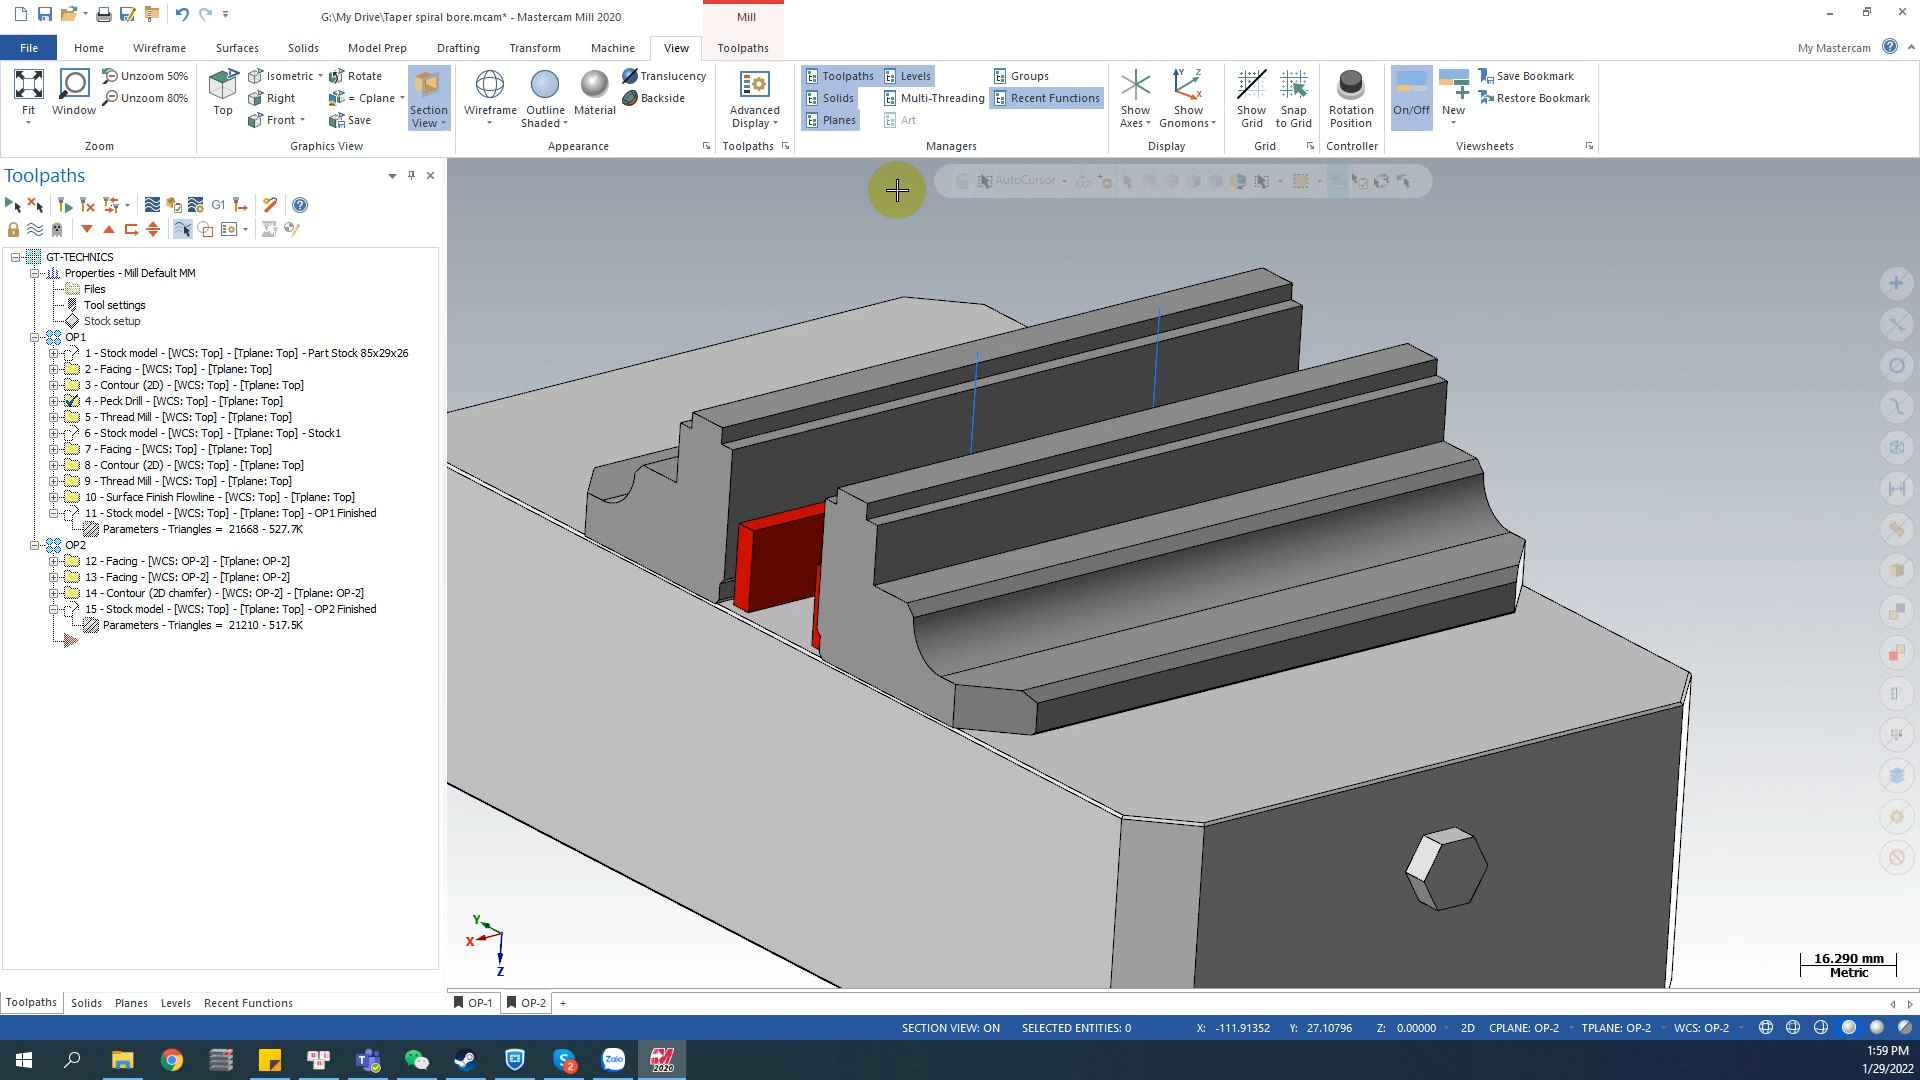 G:\My Drive\Taper spiral bore.mcam* - Mastercam Mill 2020
Mill
File Home Wireframe Surfaces Solids Model Prep Drafting Transform Machine View Toolpaths My Mastercam
Fit
Window
Unzoom 50%
Unzoom 80%
Zoom
Top
Isometric
Right
Front
Rotate
= Cplane
Save
Section View
Graphics View
Wireframe
Outline Shaded
Material
Translucency
Backside
Appearance
Advanced Display
Toolpaths
Toolpaths
Solids
Planes
Levels
Multi-Threading
Art
Groups
Recent Functions
Managers
Show Axes
Show Gnomons
Display
Show Grid
Snap to Grid
Grid
Rotation Position
Controller
On/Off
New
Save Bookmark
Restore Bookmark
Viewsheets
Toolpaths
G1
AutoCursor
GT-TECHNICS
Properties - Mill Default MM
Files
Tool settings
Stock setup
OP1
1 - Stock model - [WCS: Top] - [Tplane: Top] - Part Stock 85x29x26
2 - Facing - [WCS: Top] - [Tplane: Top]
3 - Contour (2D) - [WCS: Top] - [Tplane: Top]
4 - Peck Drill - [WCS: Top] - [Tplane: Top]
5 - Thread Mill - [WCS: Top] - [Tplane: Top]
6 - Stock model - [WCS: Top] - [Tplane: Top] - Stock1
7 - Facing - [WCS: Top] - [Tplane: Top]
8 - Contour (2D) - [WCS: Top] - [Tplane: Top]
9 - Thread Mill - [WCS: Top] - [Tplane: Top]
10 - Surface Finish Flowline - [WCS: Top] - [Tplane: Top]
11 - Stock model - [WCS: Top] - [Tplane: Top] - OP1 Finished
Parameters - Triangles = 21668 - 527.7K
OP2
12 - Facing - [WCS: OP-2] - [Tplane: OP-2]
13 - Facing - [WCS: OP-2] - [Tplane: OP-2]
14 - Contour (2D chamfer) - [WCS: OP-2] - [Tplane: OP-2]
15 - Stock model - [WCS: Top] - [Tplane: Top] - OP2 Finished
Parameters - Triangles = 21210 - 517.5K
Y
X
Z
16.290 mm
Metric
Toolpaths Solids Planes Levels Recent Functions
OP-1 OP-2 +
SECTION VIEW: ON SELECTED ENTITIES: 0 X: -111.91352 Y: 27.10796 Z: 0.00000 2D CPLANE: OP-2 TPLANE: OP-2 WCS: OP-2
2
Zalo
2020
1:59 PM
1/29/2022